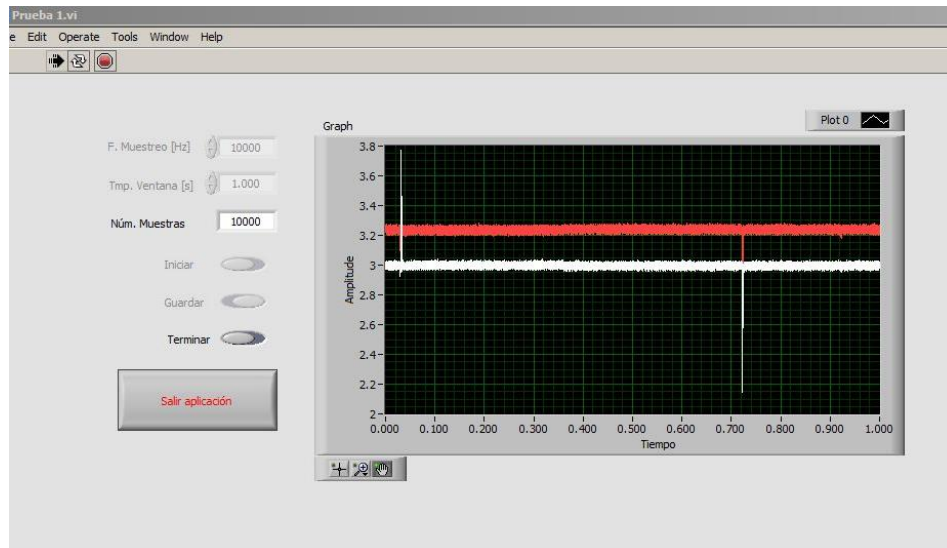 Prueba 1.vi
e Edit Operate Tools Window Help
Graph
Plot 0
F. Muestreo [Hz] 10000
Tmp. Ventana [s] 1.000
Núm. Muestras 10000
Iniciar
Guardar
Terminar
Salir aplicación
Amplitude
3.8
3.6
3.4
3.2
3
2.8
2.6
2.4
2.2
2
0.000 0.100 0.200 0.300 0.400 0.500 0.600 0.700 0.800 0.900 1.000
Tiempo